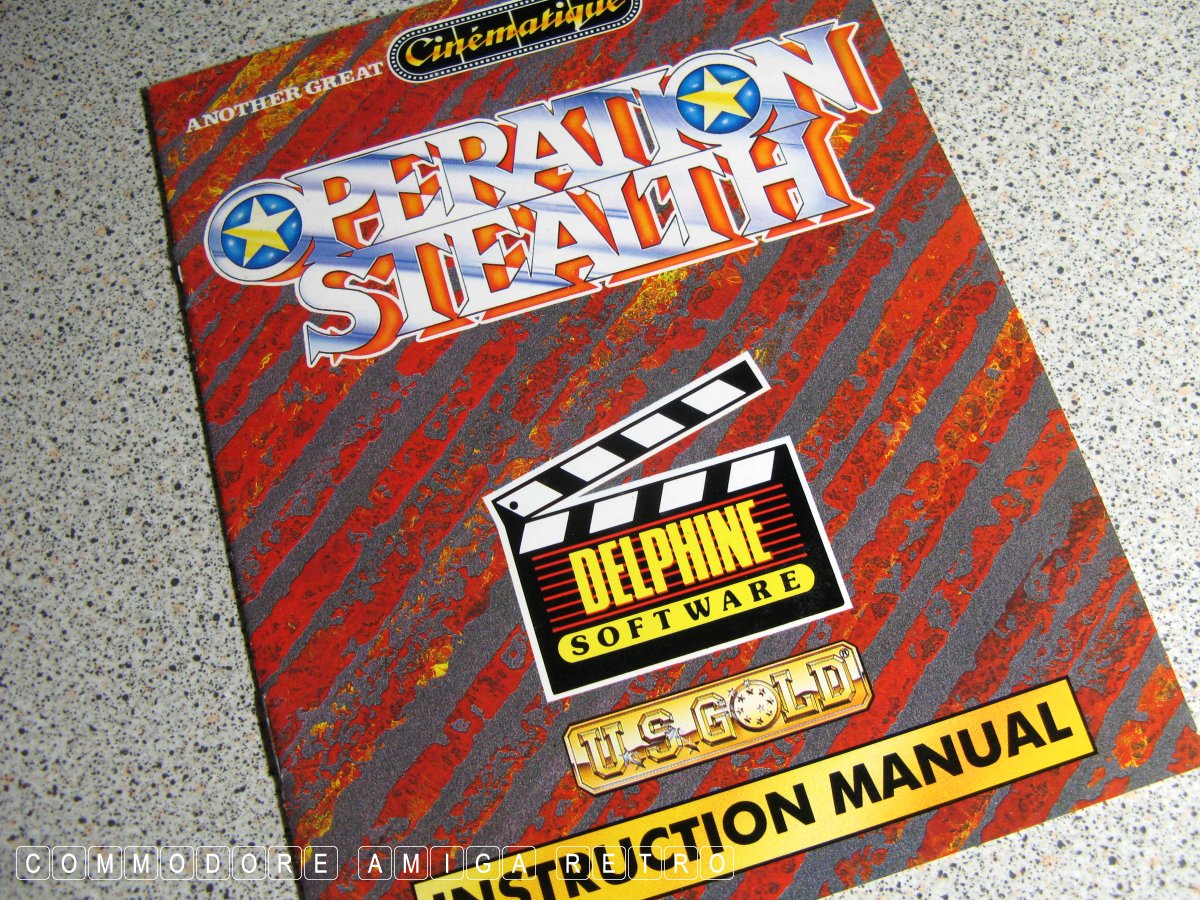 ANOTHER GREAT Cinématique
OPERATION
STEALTH
DELPHINE
SOFTWARE
U.S. GOLD®
INSTRUCTION MANUAL
COMMODORE AMIGA RETRO